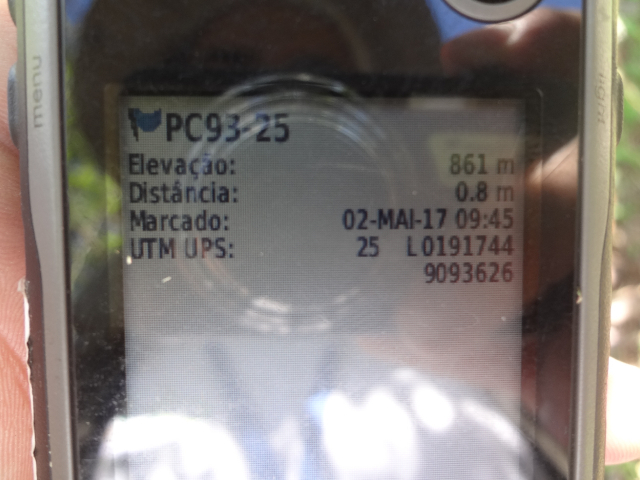 menu
PC93-25
Elevação: 861 m
Distância: 0.8 m
Marcado: 02-MAI-17 09:45
UTM UPS: 25 L 0191744
9093626